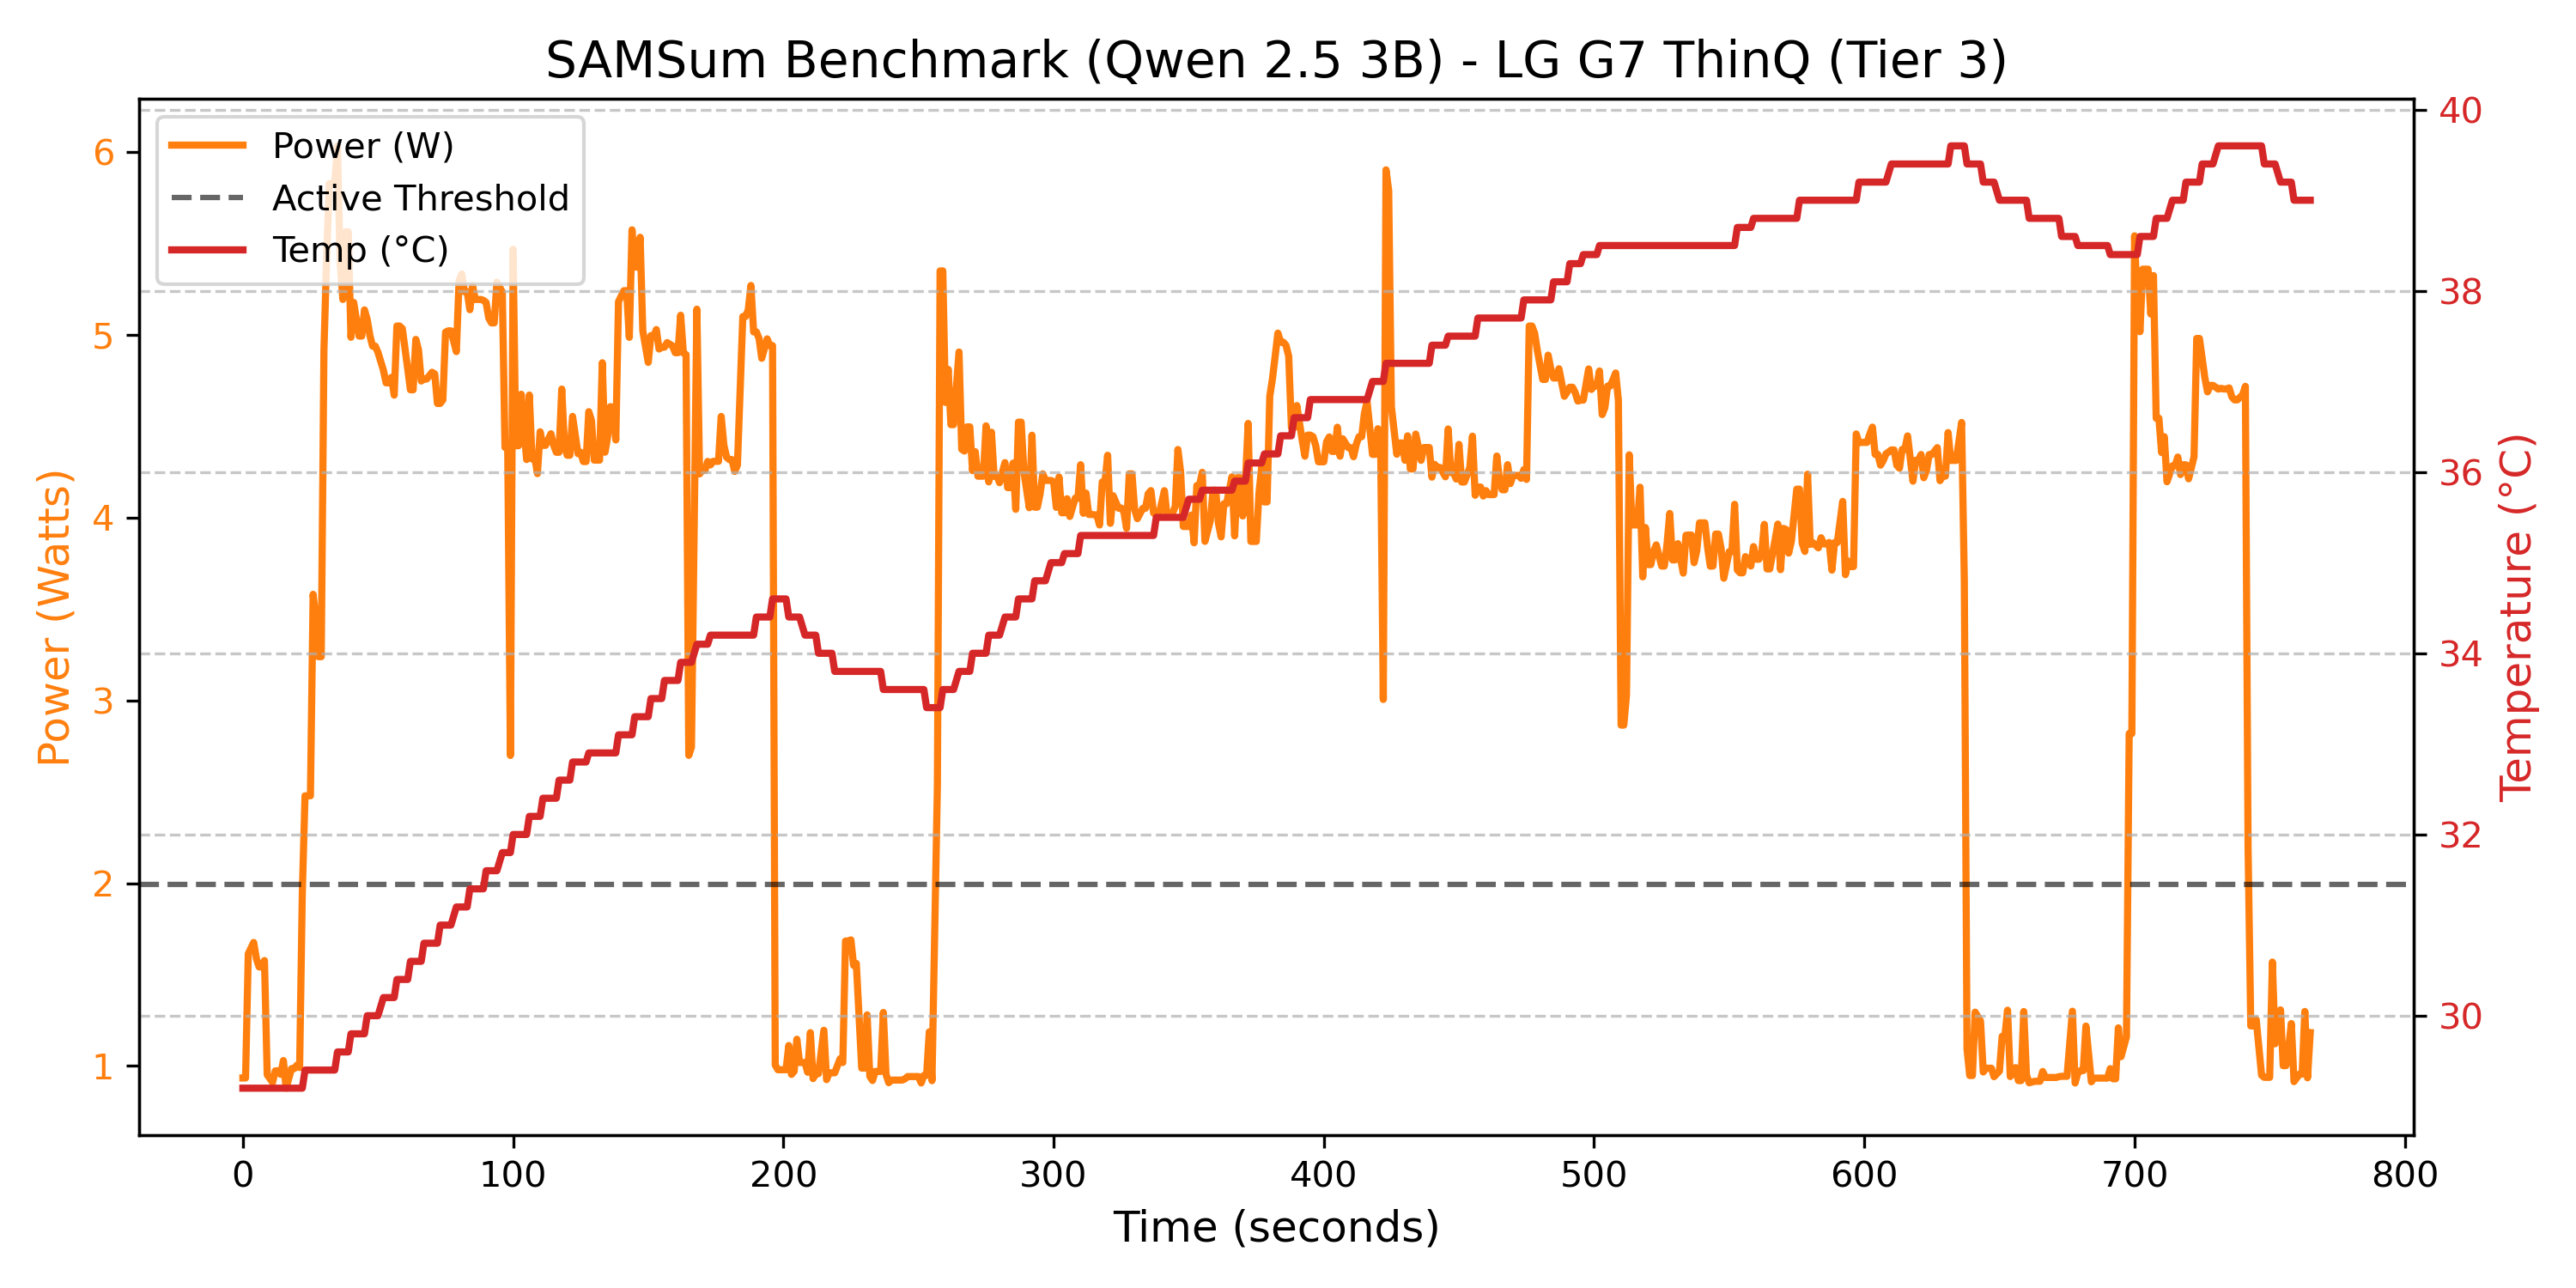 SAMSum Benchmark (Qwen 2.5 3B) - LG G7 ThinQ (Tier 3)
Power (W)
Active Threshold
Temp (°C)
6
5
4
3
2
1
Power (Watts)
40
38
36
34
32
30
Temperature (°C)
0 100 200 300 400 500 600 700 800
Time (seconds)